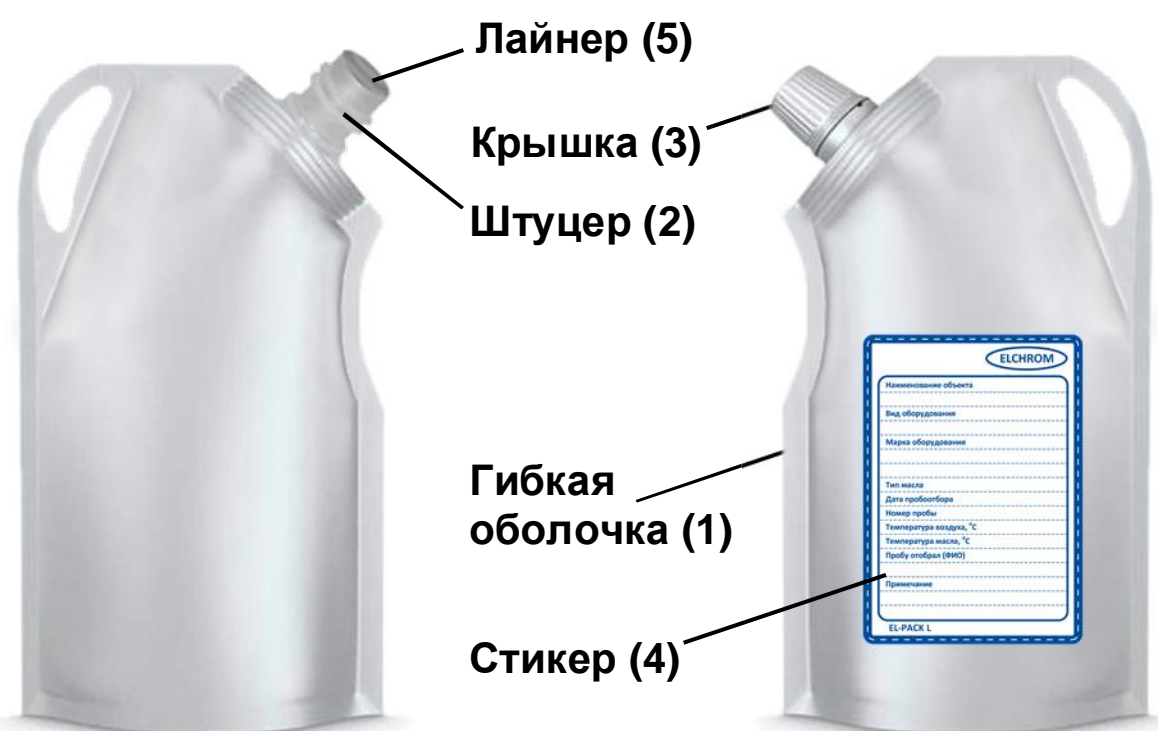 Лайнер (5)
Крышка (3)
Штуцер (2)
Гибкая
оболочка (1)
Стикер (4)
ELCHROM
Наименование объекта
Вид оборудования
Марка оборудования
Тип масла
Дата пробоотбора
Номер пробы
Температура воздуха, °С
Температура масла, °С
Пробу отобрал (ФИО)
Примечание
EL-PACK L